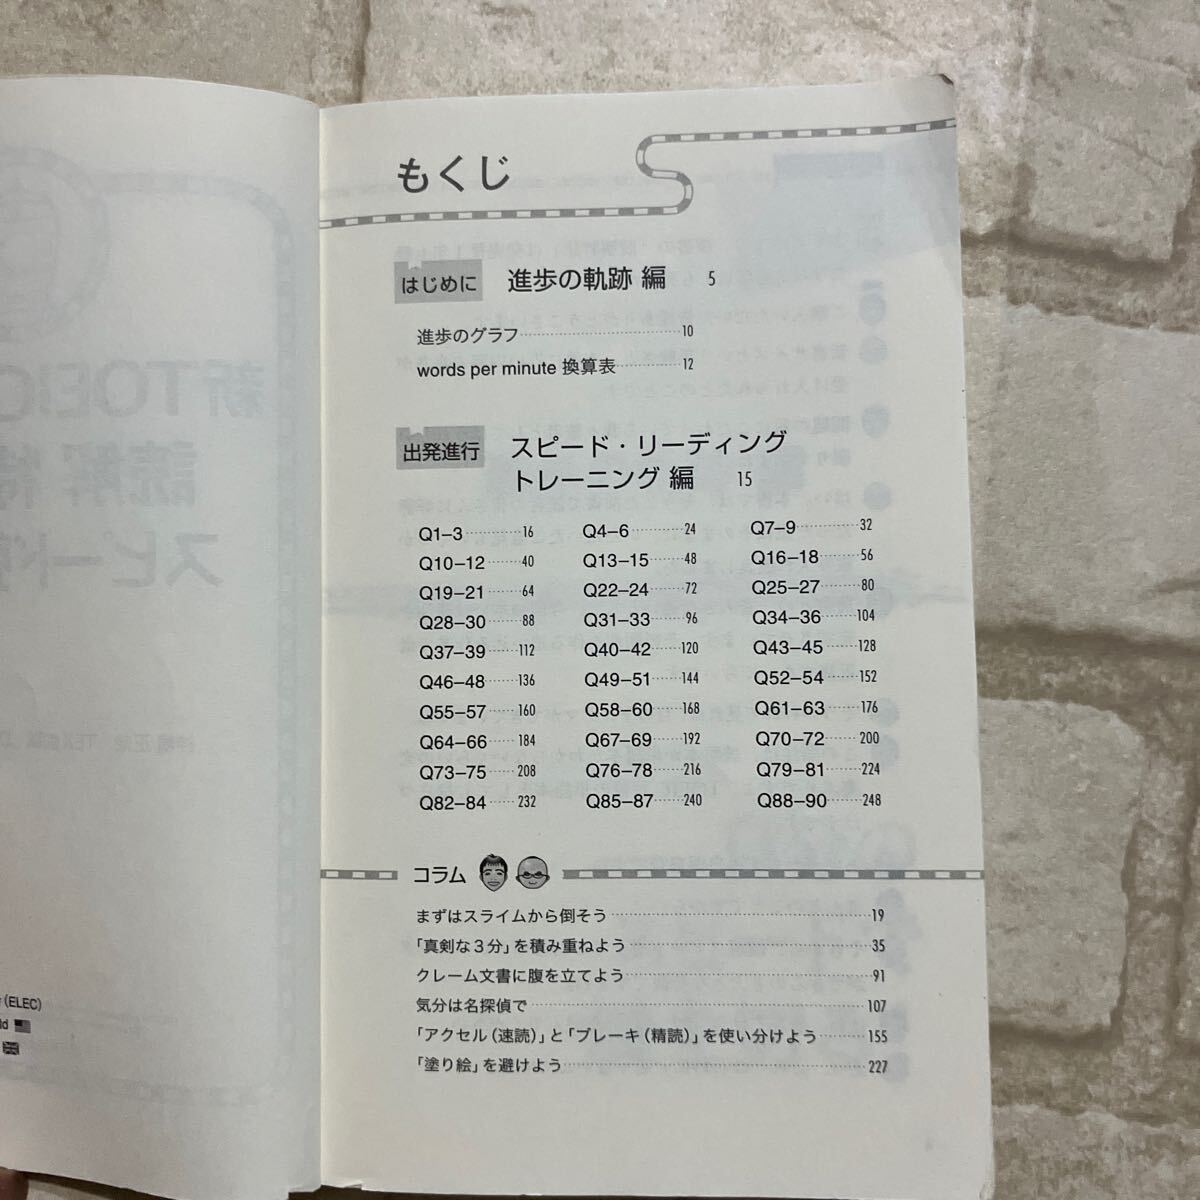 もくじ
はじめに 進歩の軌跡 編 5
進歩のグラフ 10
words per minute 換算表 12
出発進行 スピード・リーディング
トレーニング 編 15
Q1–3 16 Q4–6 24 Q7–9 32
Q10–12 40 Q13–15 48 Q16–18 56
Q19–21 64 Q22–24 72 Q25–27 80
Q28–30 88 Q31–33 96 Q34–36 104
Q37–39 112 Q40–42 120 Q43–45 128
Q46–48 136 Q49–51 144 Q52–54 152
Q55–57 160 Q58–60 168 Q61–63 176
Q64–66 184 Q67–69 192 Q70–72 200
Q73–75 208 Q76–78 216 Q79–81 224
Q82–84 232 Q85–87 240 Q88–90 248
コラム
まずはスライムから倒そう 19
「真剣な3分」を積み重ねよう 35
クレーム文書に腹を立てよう 91
気分は名探偵で 107
「アクセル（速読）」と「ブレーキ（精読）」を使い分けよう 155
「塗り絵」を避けよう 227
(ELEC)